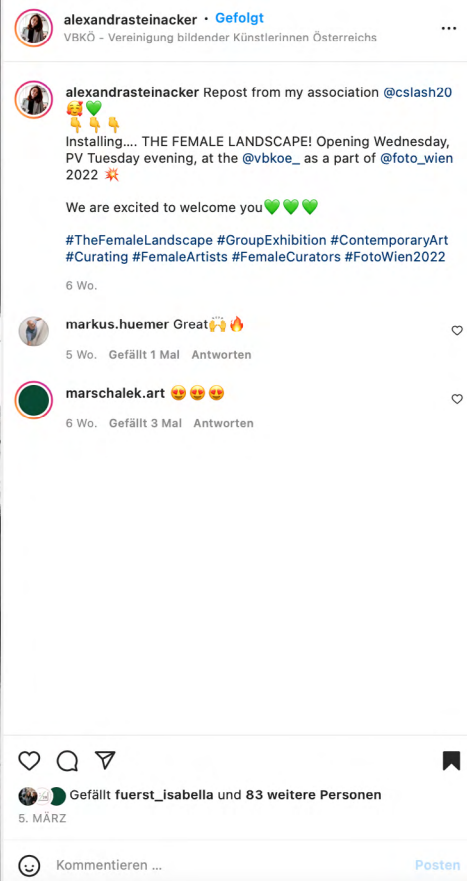 alexandrasteinacker • Gefolgt
VBKÖ - Vereinigung bildender Künstlerinnen Österreichs
alexandrasteinacker Repost from my association @cslash20
🥰💚
👇👇👇
Installing.... THE FEMALE LANDSCAPE! Opening Wednesday,
PV Tuesday evening, at the @vbkoe_ as a part of @foto_wien
2022 💥
We are excited to welcome you💚💚💚
#TheFemaleLandscape #GroupExhibition #ContemporaryArt
#Curating #FemaleArtists #FemaleCurators #FotoWien2022
6 Wo.
markus.huemer Great🙌🔥
5 Wo. Gefällt 1 Mal Antworten
marschalek.art 😍😍😍
6 Wo. Gefällt 3 Mal Antworten
Gefällt fuerst_isabella und 83 weitere Personen
5. MÄRZ
Kommentieren ... Posten